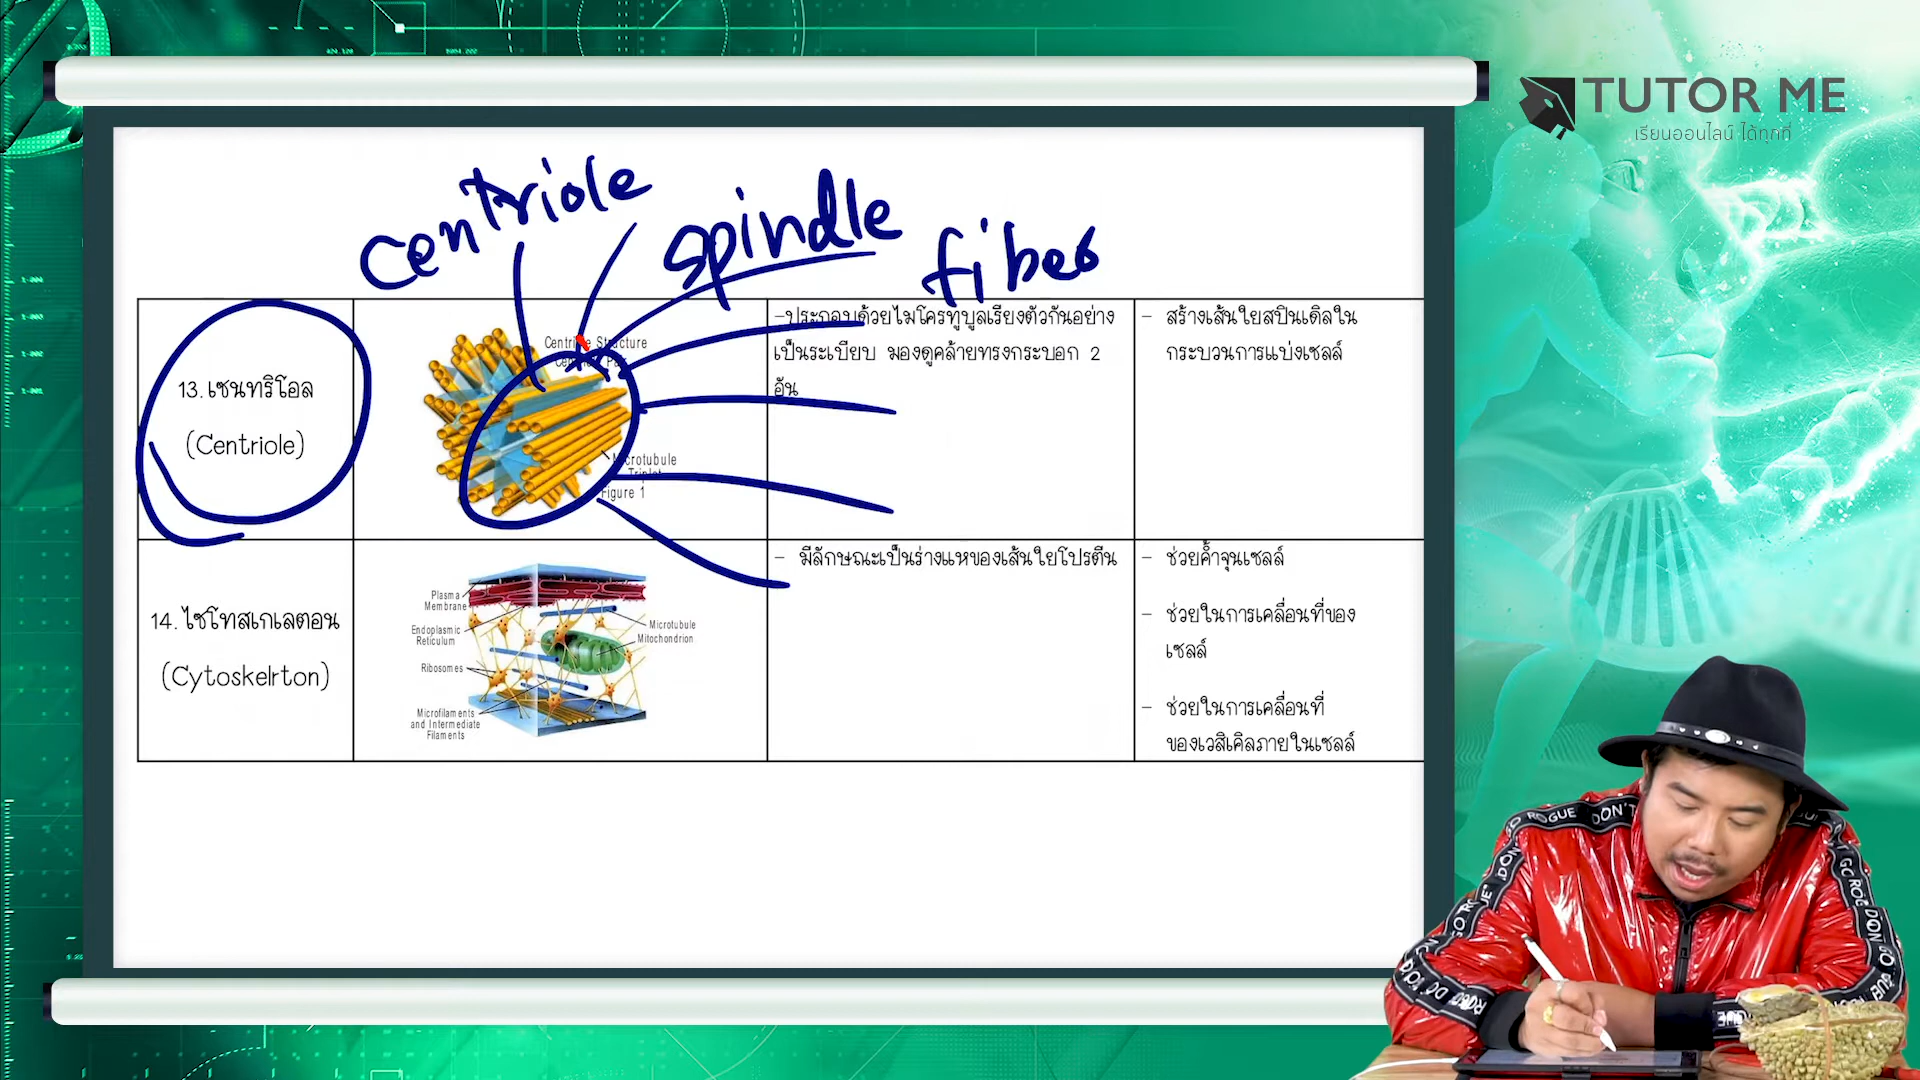 TUTOR ME
เรียนออนไลน์ ได้ทุกที่
centriole
spindle fiber
13. เซนทริโอล
(Centriole)
Centriole Structure
Microtubule
Triplet
Figure 1
-ประกอบด้วยไมโครทูบูลเรียงตัวกันอย่าง
เป็นระเบียบ มองดูคล้ายทรงกระบอก 2
อัน
- สร้างเส้นใยสปินเดิลใน
กระบวนการแบ่งเซลล์
14. ไซโทสเกเลตอน
(Cytoskelrton)
Plasma
Membrane
Endoplasmic
Reticulum
Ribosomes
Microfilaments
and Intermediate
Filaments
Microtubule
Mitochondrion
- มีลักษณะเป็นร่างแหของเส้นใยโปรตีน
- ช่วยค้ำจุนเซลล์
- ช่วยในการเคลื่อนที่ของ
เซลล์
- ช่วยในการเคลื่อนที่
ของเวสิเคิลภายในเซลล์